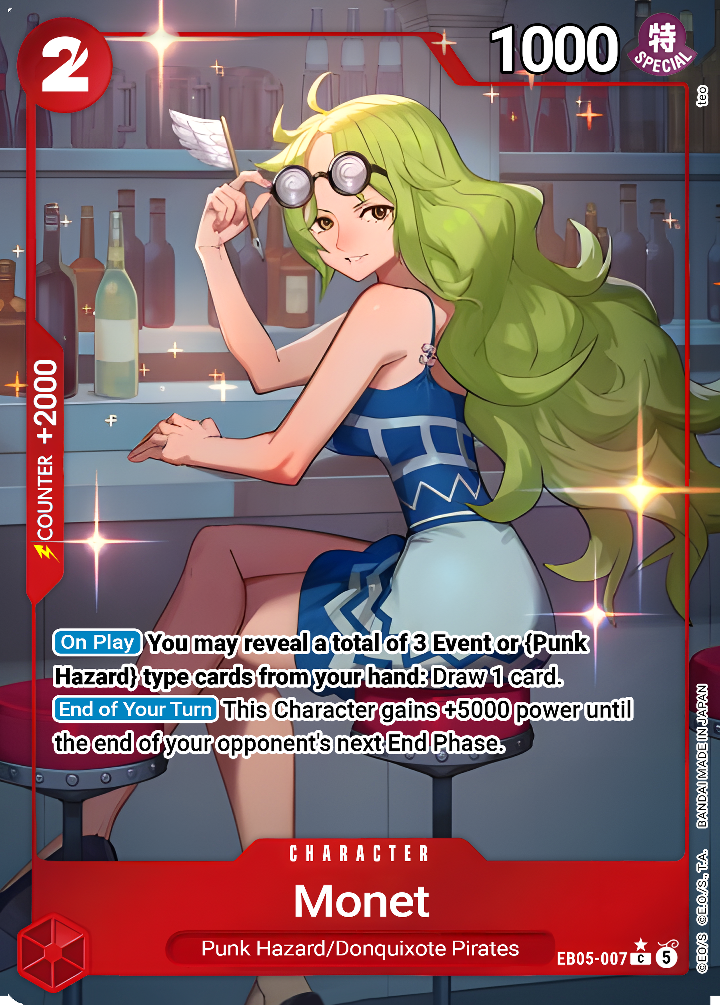 2
1000
特
SPECIAL
teo
COUNTER +2000
On Play You may reveal a total of 3 Event or {Punk
Hazard} type cards from your hand: Draw 1 card.
End of Your Turn This Character gains +5000 power until
the end of your opponent's next End Phase.
CHARACTER
Monet
Punk Hazard/Donquixote Pirates
EB05-007 C 5
©EO/S ©E.O./S., T.A. BANDAI MADE IN JAPAN